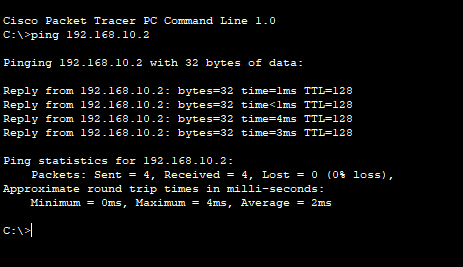 Cisco Packet Tracer PC Command Line 1.0
C:\>ping 192.168.10.2
Pinging 192.168.10.2 with 32 bytes of data:
Reply from 192.168.10.2: bytes=32 time=1ms TTL=128
Reply from 192.168.10.2: bytes=32 time<1ms TTL=128
Reply from 192.168.10.2: bytes=32 time=4ms TTL=128
Reply from 192.168.10.2: bytes=32 time=3ms TTL=128
Ping statistics for 192.168.10.2:
    Packets: Sent = 4, Received = 4, Lost = 0 (0% loss),
Approximate round trip times in milli-seconds:
    Minimum = 0ms, Maximum = 4ms, Average = 2ms
C:\>